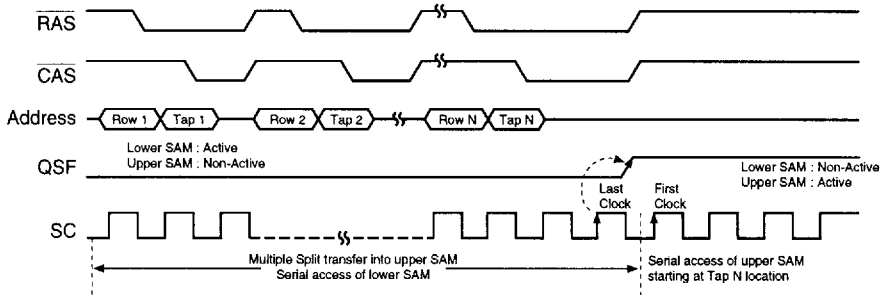 RAS
CAS
Address
Row 1
Tap 1
Row 2
Tap 2
Row N
Tap N
Lower SAM : Active
Upper SAM : Non-Active
QSF
Lower SAM : Non-Active
Upper SAM : Active
Last
Clock
First
Clock
SC
Multiple Split transfer into upper SAM
Serial access of lower SAM
Serial access of upper SAM
starting at Tap N location